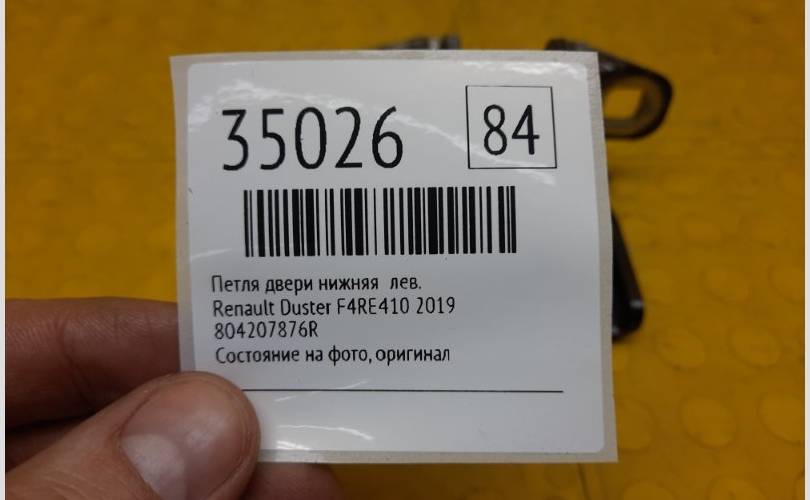 35026
84
Петля двери нижняя лев.
Renault Duster F4RE410 2019
804207876R
Состояние на фото, оригинал